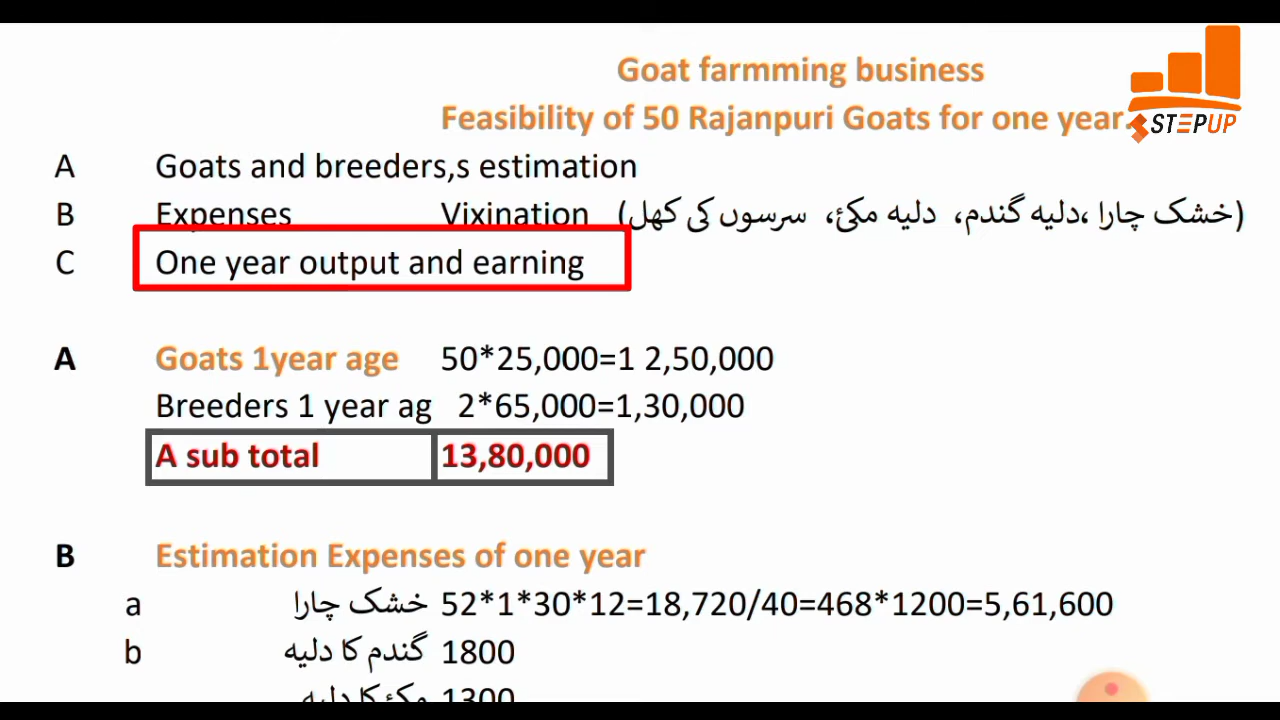 Goat farmming business
Feasibility of 50 Rajanpuri Goats for one year.
STEPUP
A Goats and breeders,s estimation
B Expenses Vixination (خشک چارا ،دلیہ گندم، دلیہ مکئ، سرسوں کی کھل)
C One year output and earning
A Goats 1year age 50*25,000=1 2,50,000
Breeders 1 year ag 2*65,000=1,30,000
A sub total 13,80,000
B Estimation Expenses of one year
a خشک چارا 52*1*30*12=18,720/40=468*1200=5,61,600
b گندم کا دلیہ 1800
مکئ کا دلیہ 1300